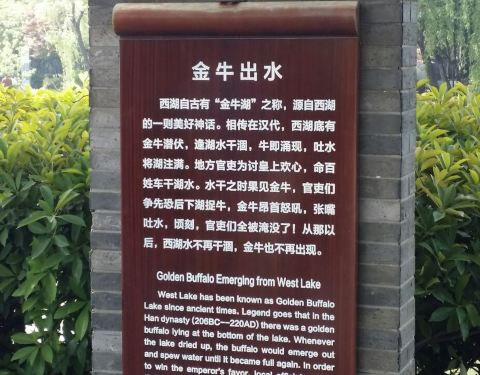 金牛出水
西湖自古有“金牛湖”之称，源自西湖
的一则美好神话。相传在汉代，西湖底有
金牛潜伏，逢湖水干涸，牛即涌现，吐水
将湖注满。地方官吏为讨皇上欢心，命百
姓车干湖水。水干之时果见金牛，官吏们
争先恐后下湖捉牛，金牛昂首怒吼，张嘴
吐水，顷刻，官吏们全被淹没了！从那以
后，西湖水不再干涸，金牛也不再出现。
Golden Buffalo Emerging from West Lake
West Lake has been known as Golden Buffalo
Lake since ancient times. Legend goes that in the
Han dynasty (206BC—220AD) there was a golden
buffalo lying at the bottom of the lake. Whenever
the lake dried up, the buffalo would emerge out
and spew water until it became full again. In order
to win the emperor's favor, local